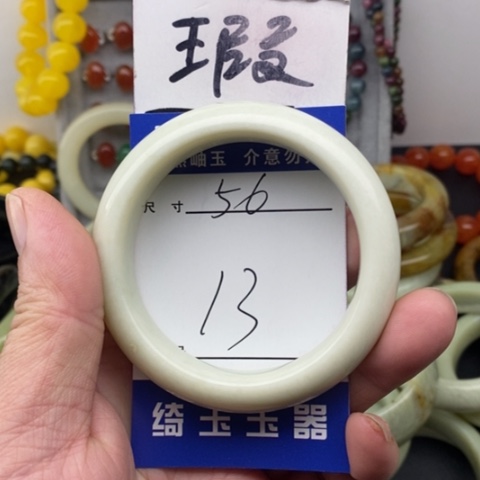 瑕
岫玉 介意勿
尺寸 56
13
绮玉玉器